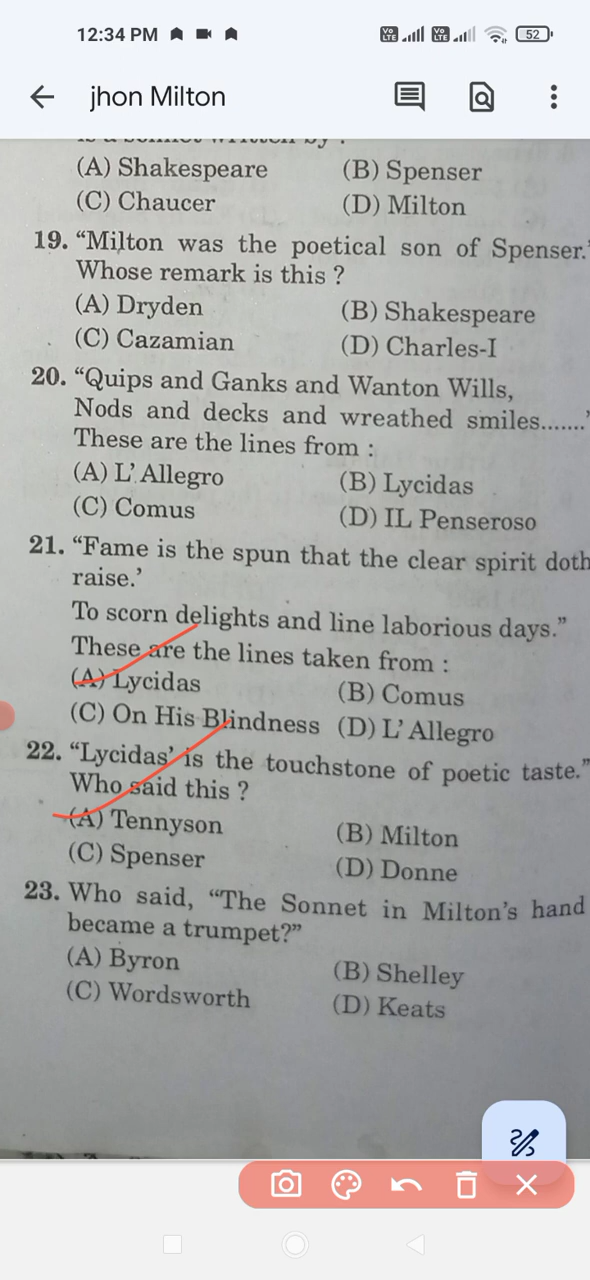 12:34 PM
Vo LTE Vo LTE 52
jhon Milton
(A) Shakespeare (B) Spenser
(C) Chaucer (D) Milton
19. “Milton was the poetical son of Spenser.’
Whose remark is this ?
(A) Dryden (B) Shakespeare
(C) Cazamian (D) Charles-I
20. “Quips and Ganks and Wanton Wills,
Nods and decks and wreathed smiles.......’
These are the lines from :
(A) L’ Allegro (B) Lycidas
(C) Comus (D) IL Penseroso
21. “Fame is the spun that the clear spirit doth
raise.’
To scorn delights and line laborious days.”
These are the lines taken from :
(A) Lycidas (B) Comus
(C) On His Blindness (D) L’ Allegro
22. “Lycidas’ is the touchstone of poetic taste.”
Who said this ?
(A) Tennyson (B) Milton
(C) Spenser (D) Donne
23. Who said, “The Sonnet in Milton’s hand
became a trumpet?”
(A) Byron (B) Shelley
(C) Wordsworth (D) Keats